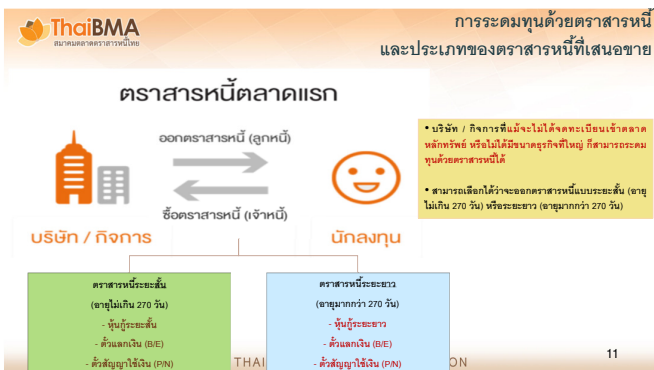 ThaiBMA
สมาคมตลาดตราสารหนี้ไทย
การระดมทุนด้วยตราสารหนี้
และประเภทของตราสารหนี้ที่เสนอขาย
ตราสารหนี้ตลาดแรก
ออกตราสารหนี้ (ลูกหนี้)
ซื้อตราสารหนี้ (เจ้าหนี้)
บริษัท / กิจการ
นักลงทุน
• บริษัท / กิจการที่แม้จะไม่ได้จดทะเบียนเข้าตลาด
หลักทรัพย์ หรือไม่ได้มีขนาดธุรกิจที่ใหญ่ ก็สามารถระดม
ทุนด้วยตราสารหนี้ได้
• สามารถเลือกได้ว่าจะออกตราสารหนี้แบบระยะสั้น (อายุ
ไม่เกิน 270 วัน) หรือระยะยาว (อายุมากกว่า 270 วัน)
ตราสารหนี้ระยะสั้น
(อายุไม่เกิน 270 วัน)
- หุ้นกู้ระยะสั้น
- ตั๋วแลกเงิน (B/E)
- ตั๋วสัญญาใช้เงิน (P/N)
ตราสารหนี้ระยะยาว
(อายุมากกว่า 270 วัน)
- หุ้นกู้ระยะยาว
- ตั๋วแลกเงิน (B/E)
- ตั๋วสัญญาใช้เงิน (P/N)
THAI
ON
11